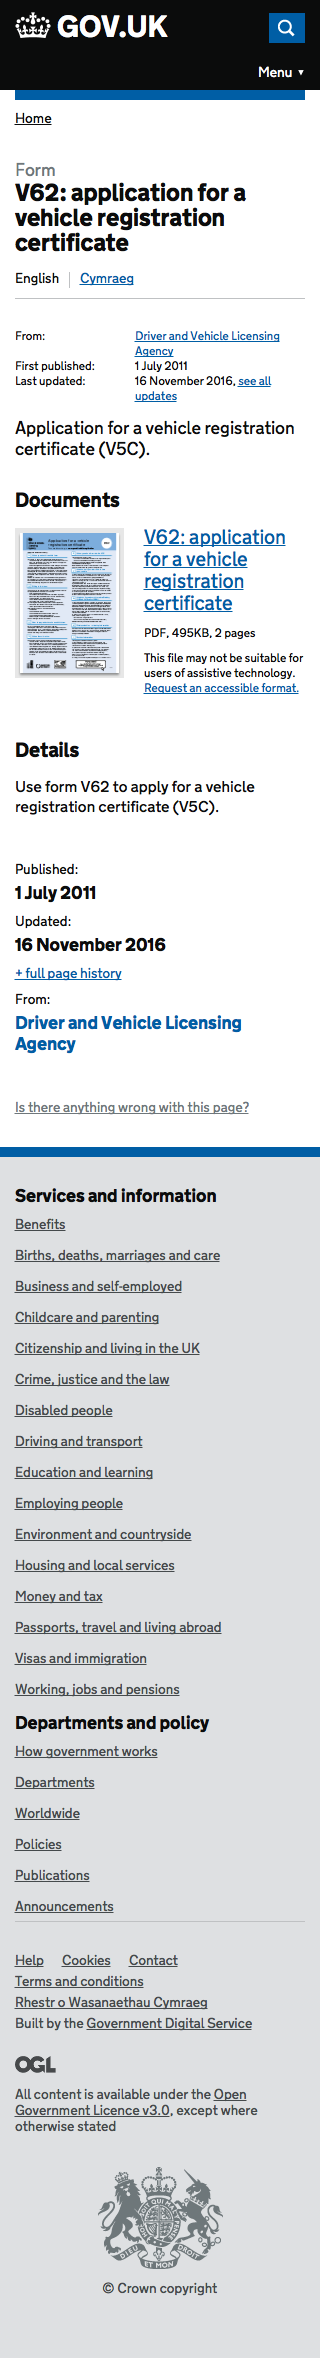 GOV.UK
Menu ▼
Home
Form
V62: application for a
vehicle registration
certificate
English Cymraeg
From: Driver and Vehicle Licensing
Agency
First published: 1 July 2011
Last updated: 16 November 2016, see all
updates
Application for a vehicle registration
certificate (V5C).
Documents
V62: application
for a vehicle
registration
certificate
PDF, 495KB, 2 pages
This file may not be suitable for
users of assistive technology.
Request an accessible format.
Details
Use form V62 to apply for a vehicle
registration certificate (V5C).
Published:
1 July 2011
Updated:
16 November 2016
+ full page history
From:
Driver and Vehicle Licensing
Agency
Is there anything wrong with this page?
Services and information
Benefits
Births, deaths, marriages and care
Business and self-employed
Childcare and parenting
Citizenship and living in the UK
Crime, justice and the law
Disabled people
Driving and transport
Education and learning
Employing people
Environment and countryside
Housing and local services
Money and tax
Passports, travel and living abroad
Visas and immigration
Working, jobs and pensions
Departments and policy
How government works
Departments
Worldwide
Policies
Publications
Announcements
Help Cookies Contact
Terms and conditions
Rhestr o Wasanaethau Cymraeg
Built by the Government Digital Service
OGL
All content is available under the Open
Government Licence v3.0, except where
otherwise stated
DIEU ET MON DROIT
© Crown copyright